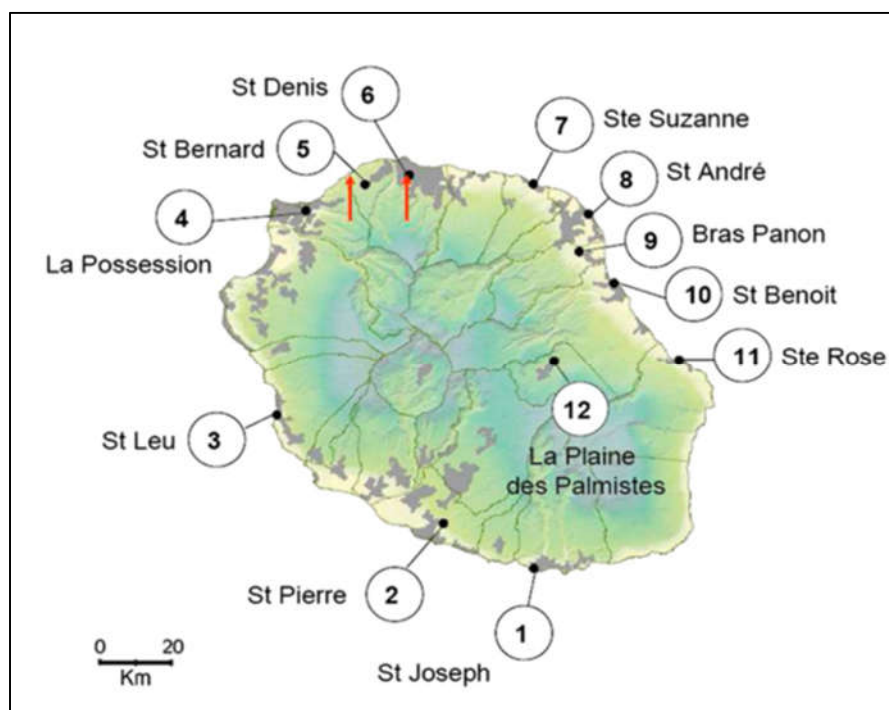 St Denis
6
7
Ste Suzanne
St Bernard
5
8
St André
4
9
Bras Panon
La Possession
10
St Benoit
11
Ste Rose
12
St Leu
3
La Plaine
des Palmistes
St Pierre
2
1
0
20
Km
St Joseph